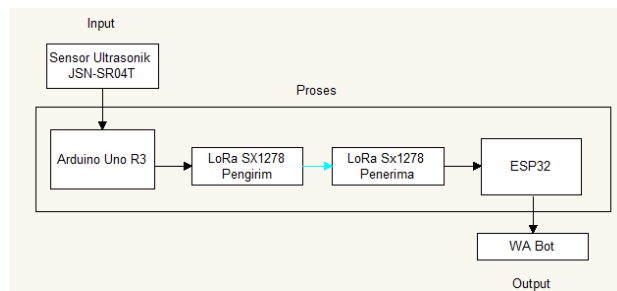 Input
Sensor Ultrasonik
JSN-SR04T
Proses
Arduino Uno R3
LoRa SX1278
Pengirim
LoRa Sx1278
Penerima
ESP32
WA Bot
Output